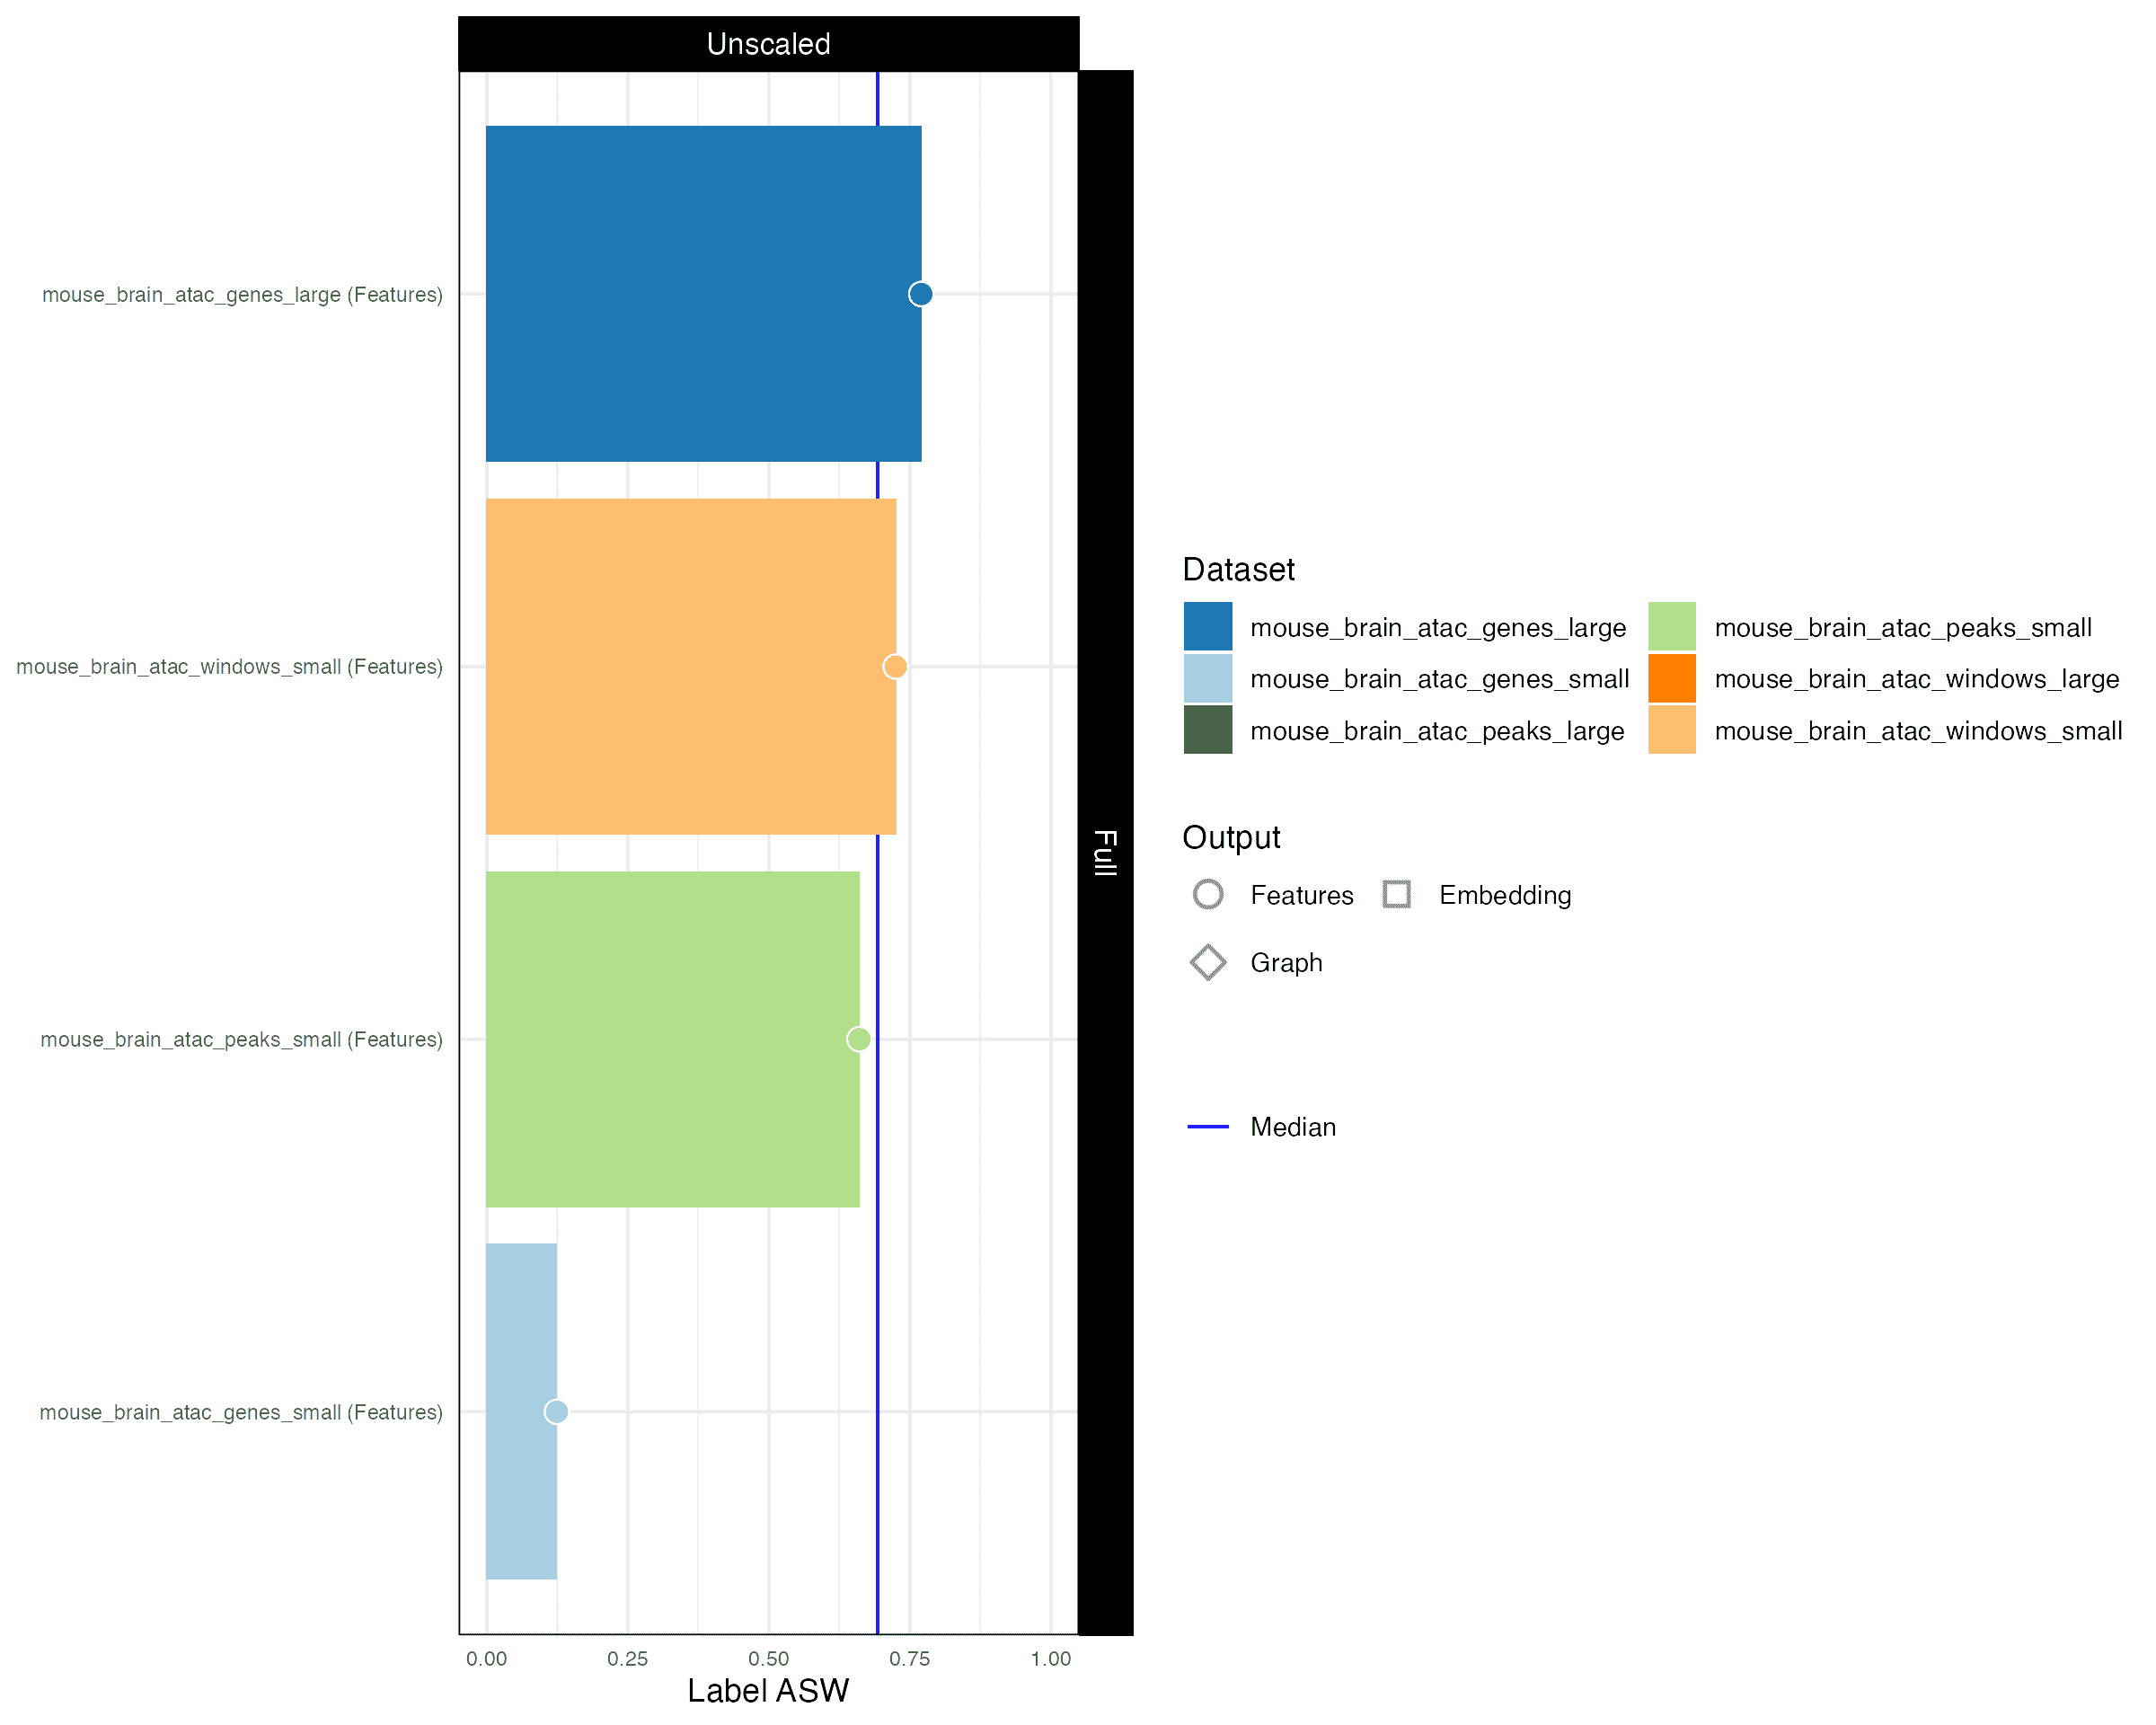 Unscaled
Full
mouse_brain_atac_genes_large (Features)
mouse_brain_atac_windows_small (Features)
mouse_brain_atac_peaks_small (Features)
mouse_brain_atac_genes_small (Features)
0.00 0.25 0.50 0.75 1.00
Label ASW
Dataset
mouse_brain_atac_genes_large mouse_brain_atac_peaks_small
mouse_brain_atac_genes_small mouse_brain_atac_windows_large
mouse_brain_atac_peaks_large mouse_brain_atac_windows_small
Output
Features Embedding
Graph
Median